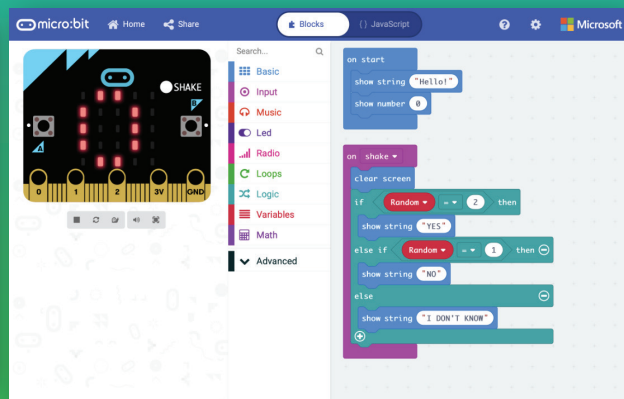 micro:bit Home Share Blocks {} JavaScript ? Microsoft
SHAKE
B
A
0 1 2 3V GND
Search...
Basic
Input
Music
Led
Radio
Loops
Logic
Variables
Math
Advanced
on start
show string "Hello!"
show number 0
on shake
clear screen
if Random = 2 then
show string "YES"
else if Random = 1 then
show string "NO"
else
show string "I DON'T KNOW"